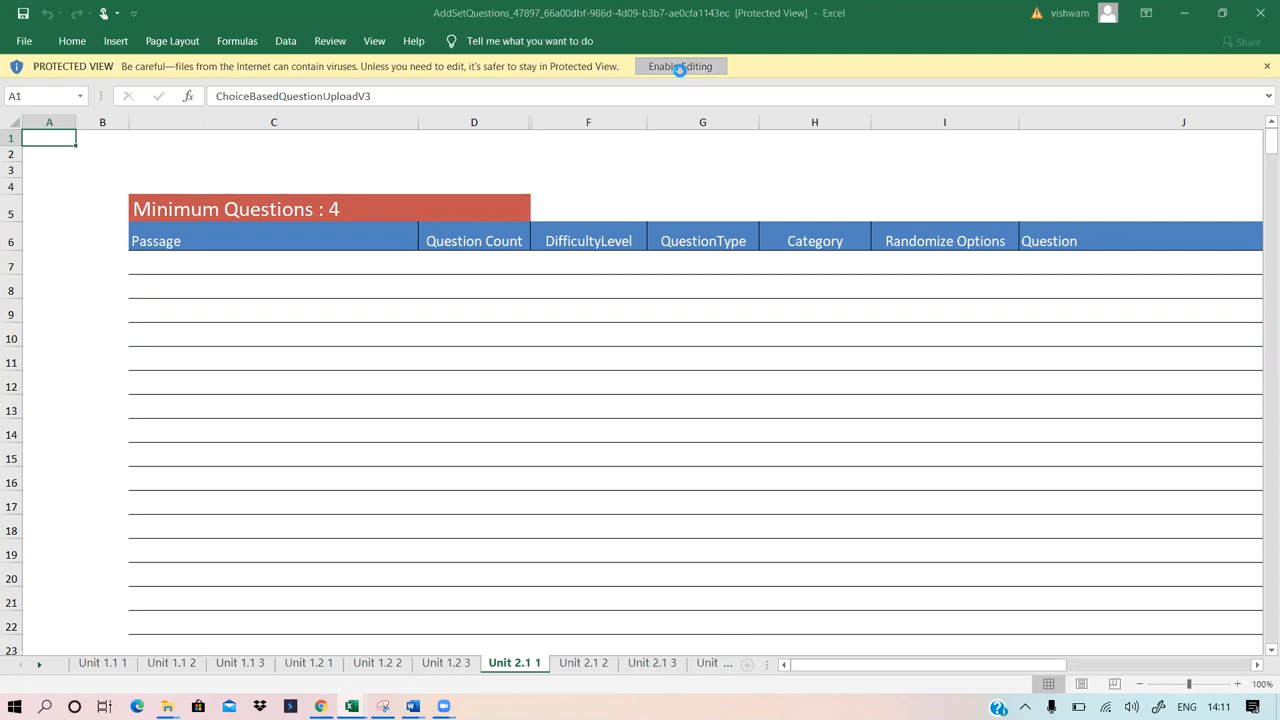 AddSetQuestions_47897_66a00dbf-986d-4d09-b3b7-ae0cfa1143ec [Protected View] - Excel
vishwam
File Home Insert Page Layout Formulas Data Review View Help Tell me what you want to do Share
PROTECTED VIEW Be careful—files from the Internet can contain viruses. Unless you need to edit, it's safer to stay in Protected View. Enable Editing
A1 fx ChoiceBasedQuestionUploadV3
A B C D F G H I J
1
2
3
4
5 Minimum Questions : 4
6 Passage Question Count DifficultyLevel QuestionType Category Randomize Options Question
7
8
9
10
11
12
13
14
15
16
17
18
19
20
21
22
23
Unit 1.1 1 Unit 1.1 2 Unit 1.1 3 Unit 1.2 1 Unit 1.2 2 Unit 1.2 3 Unit 2.1 1 Unit 2.1 2 Unit 2.1 3 Unit ...
100%
ENG 14:11